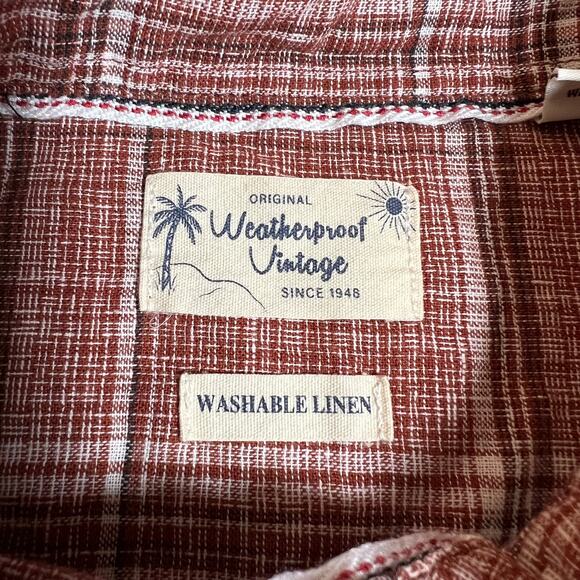 ORIGINAL
Weatherproof
Vintage
SINCE 1948
WASHABLE LINEN